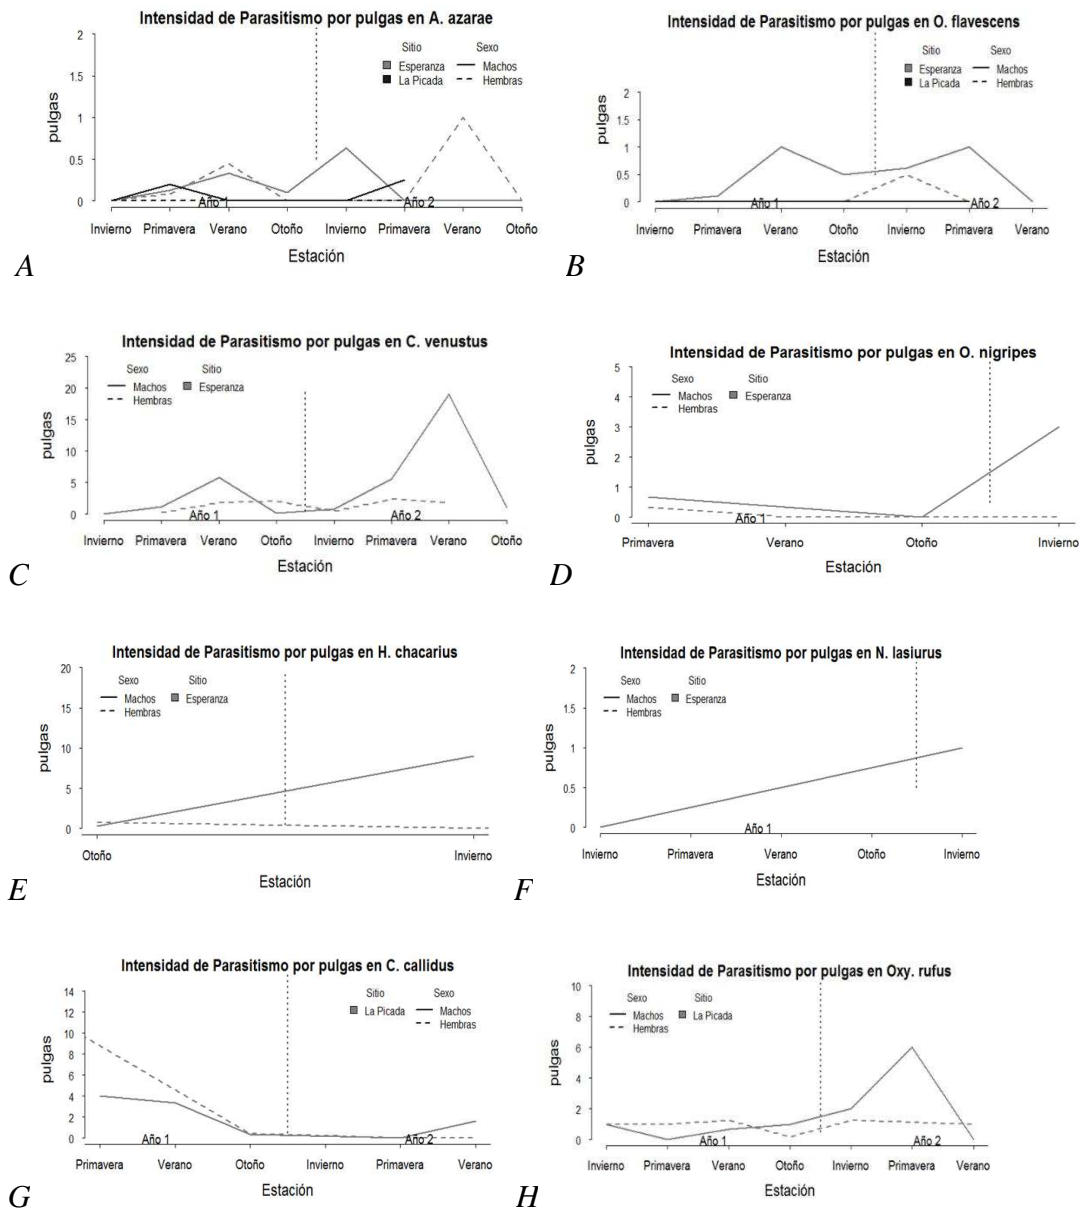 Intensidad de Parasitismo por pulgas en A. azarae
2
1.5
1
0.5
0
pulgas
Sitio Sexo
Esperanza Machos
La Picada Hembras
Año 1 Año 2
Invierno Primavera Verano Otoño Invierno Primavera Verano Otoño
Estación
A
Intensidad de Parasitismo por pulgas en O. flavescens
Sitio Sexo
Esperanza Machos
La Picada Hembras
2
1.5
1
0.5
0
pulgas
Año 1 Año 2
Invierno Primavera Verano Otoño Invierno Primavera Verano
Estación
B
Intensidad de Parasitismo por pulgas en C. venustus
25
20
15
10
5
0
pulgas
Sexo Sitio
Machos Esperanza
Hembras
Año 1 Año 2
Invierno Primavera Verano Otoño Invierno Primavera Verano Otoño
Estación
C
Intensidad de Parasitismo por pulgas en O. nigripes
5
4
3
2
1
0
pulgas
Sexo Sitio
Machos Esperanza
Hembras
Año 1
Primavera Verano Otoño Invierno
Estación
D
Intensidad de Parasitismo por pulgas en H. chacarius
20
15
10
5
0
pulgas
Sexo Sitio
Machos Esperanza
Hembras
Otoño Invierno
Estación
E
Intensidad de Parasitismo por pulgas en N. lasiurus
2
1.5
1
0.5
0
pulgas
Sexo Sitio
Machos Esperanza
Hembras
Año 1
Invierno Primavera Verano Otoño Invierno
Estación
F
Intensidad de Parasitismo por pulgas en C. callidus
14
12
10
8
6
4
2
0
pulgas
Sitio Sexo
La Picada Machos
Hembras
Año 1 Año 2
Primavera Verano Otoño Invierno Primavera Verano
Estación
G
Intensidad de Parasitismo por pulgas en Oxy. rufus
10
8
6
4
2
0
pulgas
Sexo Sitio
Machos La Picada
Hembras
Año 1 Año 2
Invierno Primavera Verano Otoño Invierno Primavera Verano
Estación
H